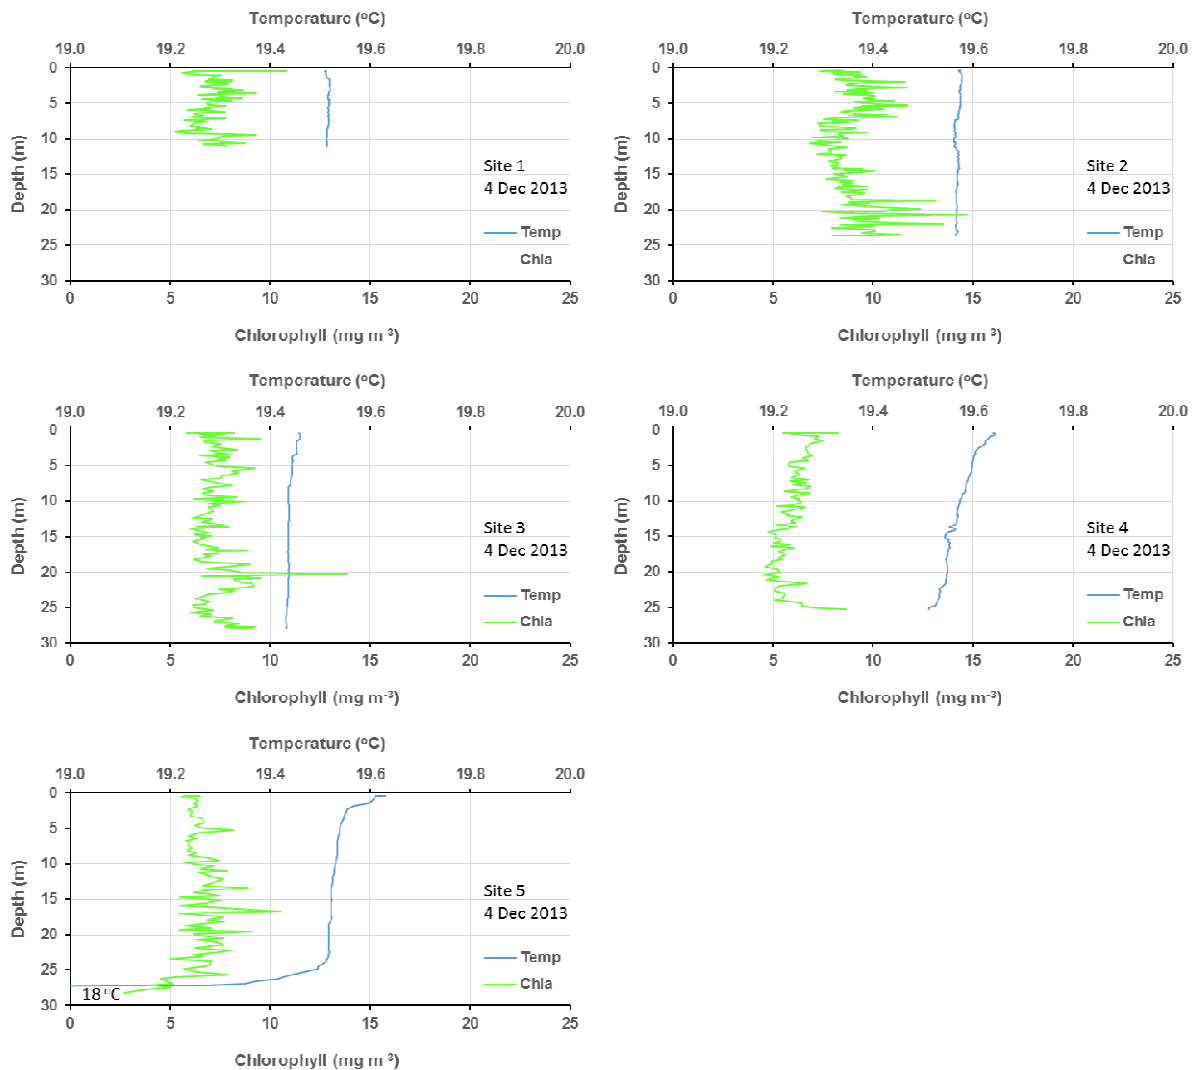 Temperature (°C)
19.0 19.2 19.4 19.6 19.8 20.0
0
5
10
15
20
25
30
Depth (m)
Site 1
4 Dec 2013
Temp
Chla
0 5 10 15 20 25
Chlorophyll (mg m⁻³)
Temperature (°C)
19.0 19.2 19.4 19.6 19.8 20.0
0
5
10
15
20
25
30
Depth (m)
Site 2
4 Dec 2013
Temp
Chla
0 5 10 15 20 25
Chlorophyll (mg m⁻³)
Temperature (°C)
19.0 19.2 19.4 19.6 19.8 20.0
0
5
10
15
20
25
30
Depth (m)
Site 3
4 Dec 2013
Temp
Chla
0 5 10 15 20 25
Chlorophyll (mg m⁻³)
Temperature (°C)
19.0 19.2 19.4 19.6 19.8 20.0
0
5
10
15
20
25
30
Depth (m)
Site 4
4 Dec 2013
Temp
Chla
0 5 10 15 20 25
Chlorophyll (mg m⁻³)
Temperature (°C)
19.0 19.2 19.4 19.6 19.8 20.0
0
5
10
15
20
25
30
Depth (m)
Site 5
4 Dec 2013
Temp
Chla
18 °C
0 5 10 15 20 25
Chlorophyll (mg m⁻³)